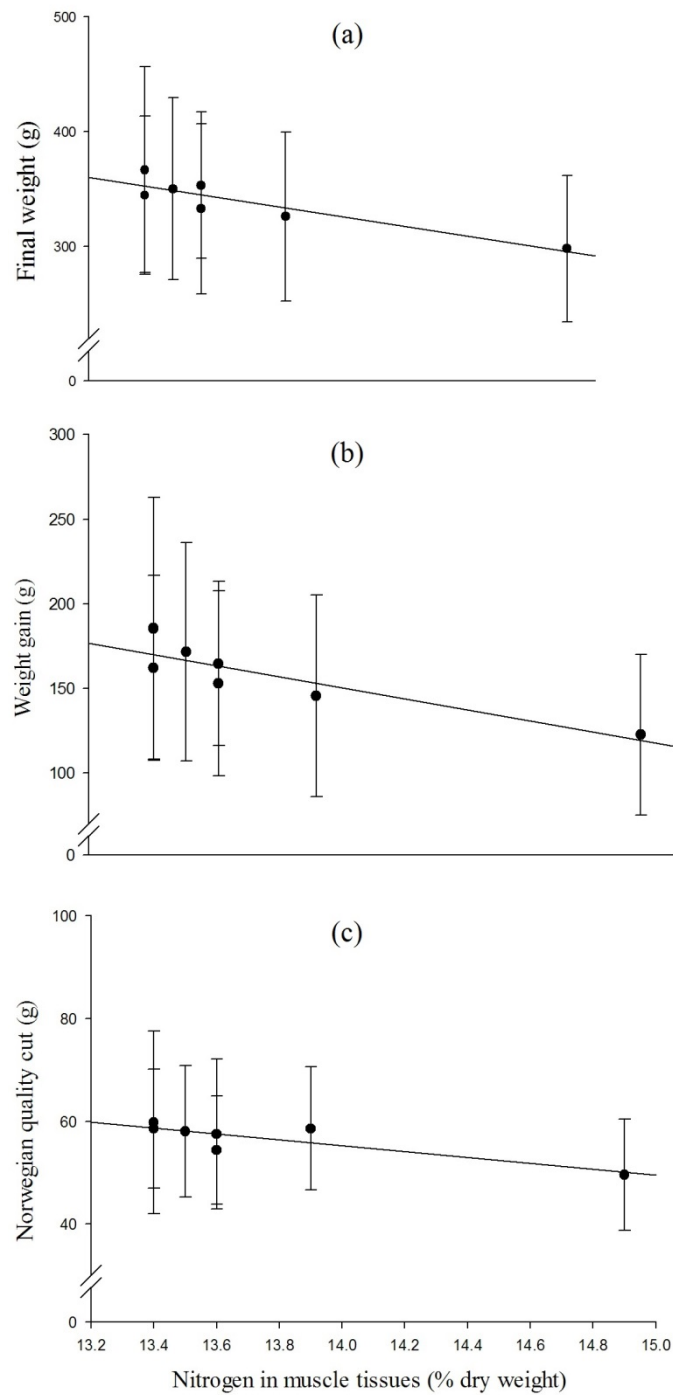 (a)
500
400
300
0
Final weight (g)
(b)
300
250
200
150
100
0
Weight gain (g)
(c)
100
80
60
40
0
Norwegian quality cut (g)
13.2 13.4 13.6 13.8 14.0 14.2 14.4 14.6 14.8 15.0
Nitrogen in muscle tissues (% dry weight)